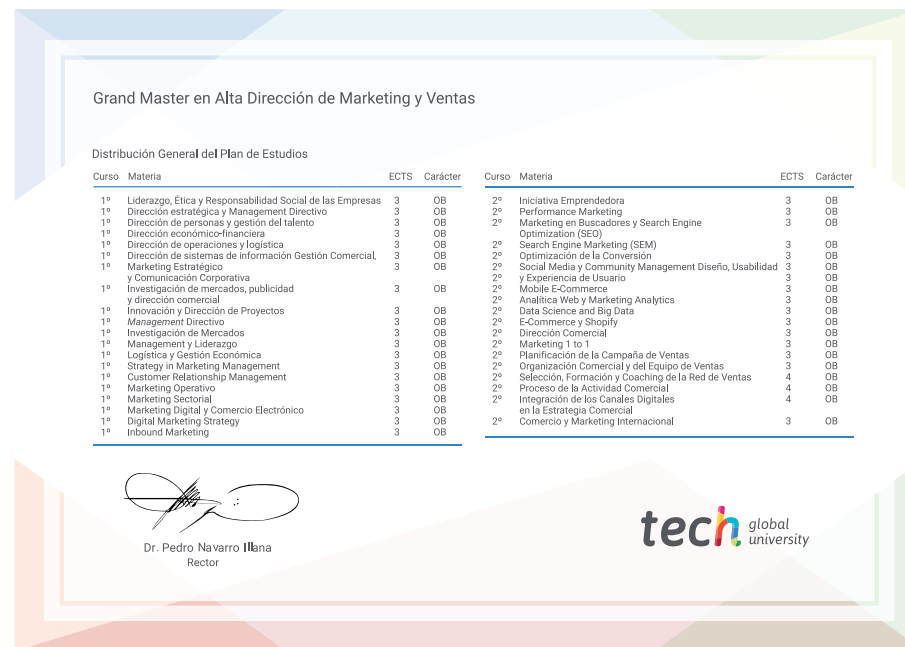 Grand Master en Alta Dirección de Marketing y Ventas
Distribución General del Plan de Estudios
Curso Materia ECTS Carácter
1º Liderazgo, Ética y Responsabilidad Social de las Empresas 3 OB
1º Dirección estratégica y Management Directivo 3 OB
1º Dirección de personas y gestión del talento 3 OB
1º Dirección económico-financiera 3 OB
1º Dirección de operaciones y logística 3 OB
1º Dirección de sistemas de información Gestión Comercial, 3 OB
1º Marketing Estratégico 3 OB
y Comunicación Corporativa
1º Investigación de mercados, publicidad 3 OB
y dirección comercial
1º Innovación y Dirección de Proyectos 3 OB
1º Management Directivo 3 OB
1º Investigación de Mercados 3 OB
1º Management y Liderazgo 3 OB
1º Logística y Gestión Económica 3 OB
1º Strategy in Marketing Management 3 OB
1º Customer Relationship Management 3 OB
1º Marketing Operativo 3 OB
1º Marketing Sectorial 3 OB
1º Marketing Digital y Comercio Electrónico 3 OB
1º Digital Marketing Strategy 3 OB
1º Inbound Marketing 3 OB
Curso Materia ECTS Carácter
2º Iniciativa Emprendedora 3 OB
2º Performance Marketing 3 OB
2º Marketing en Buscadores y Search Engine 3 OB
Optimization (SEO)
2º Search Engine Marketing (SEM) 3 OB
2º Optimización de la Conversión 3 OB
2º Social Media y Community Management Diseño, Usabilidad 3 OB
2º y Experiencia de Usuario 3 OB
2º Mobile E-Commerce 3 OB
2º Analítica Web y Marketing Analytics 3 OB
2º Data Science and Big Data 3 OB
2º E-Commerce y Shopify 3 OB
2º Dirección Comercial 3 OB
2º Marketing 1 to 1 3 OB
2º Planificación de la Campaña de Ventas 3 OB
2º Organización Comercial y del Equipo de Ventas 3 OB
2º Selección, Formación y Coaching de la Red de Ventas 4 OB
2º Proceso de la Actividad Comercial 4 OB
2º Integración de los Canales Digitales 4 OB
en la Estrategia Comercial
2º Comercio y Marketing Internacional 3 OB
Dr. Pedro Navarro Illana
Rector
tech global
university